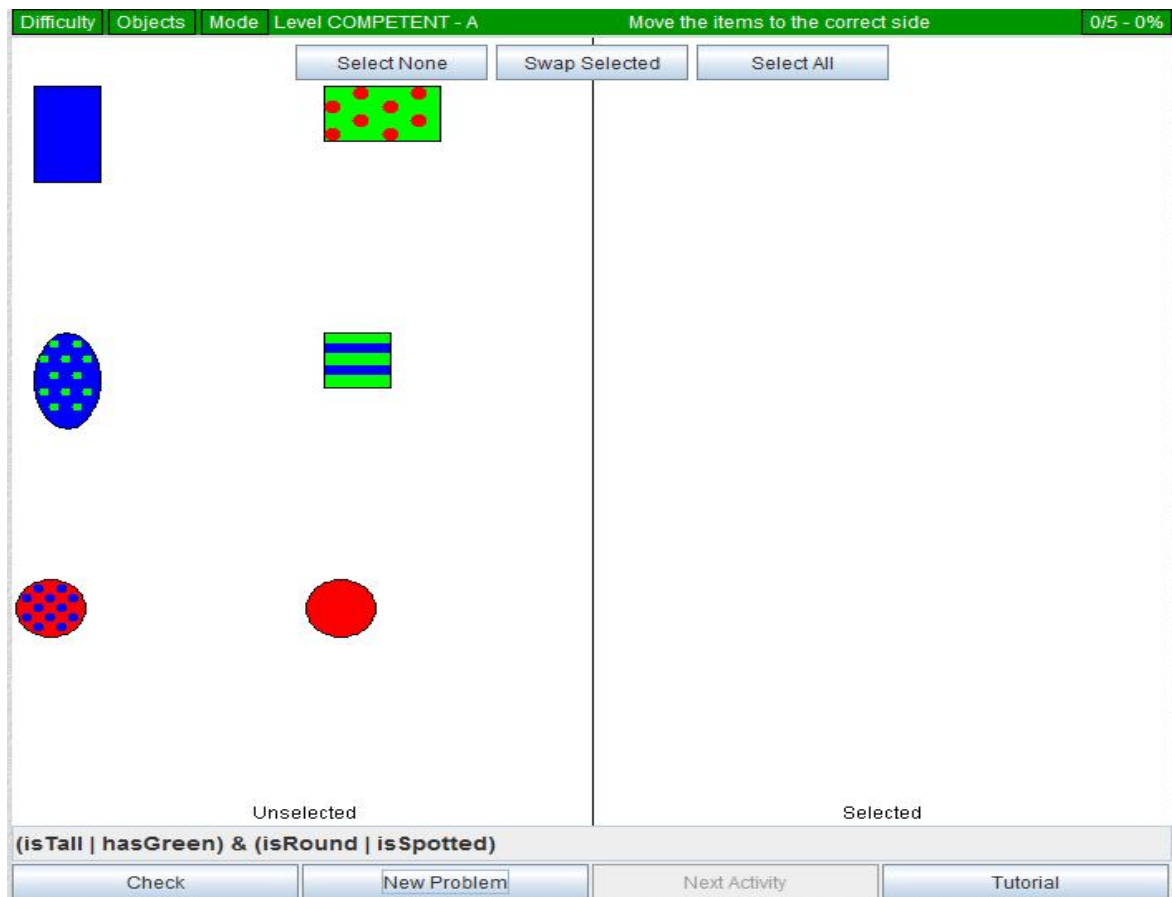 Difficulty Objects Mode Level COMPETENT - A Move the items to the correct side 0/5 - 0%
Select None Swap Selected Select All
Unselected Selected
(isTall | hasGreen) & (isRound | isSpotted)
Check New Problem Next Activity Tutorial